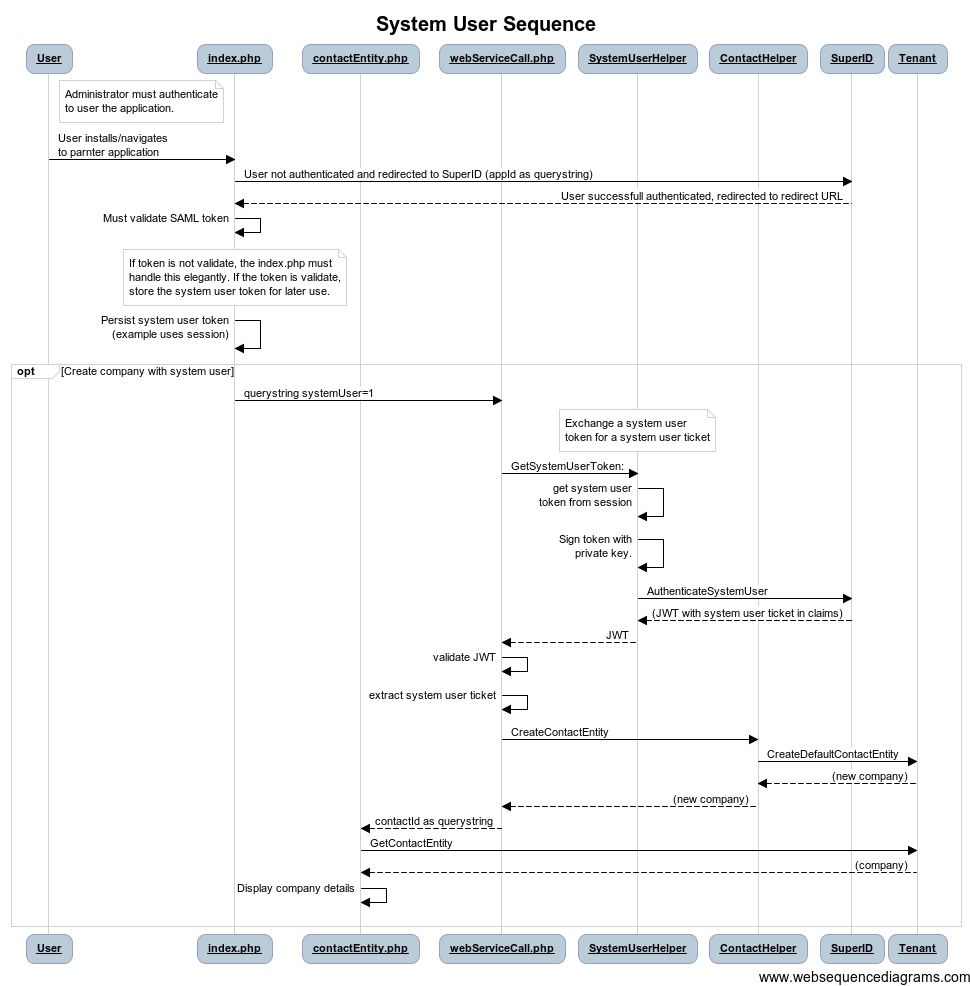 System User Sequence
User
index.php
contactEntity.php
webServiceCall.php
SystemUserHelper
ContactHelper
SuperID
Tenant
Administrator must authenticate
to user the application.
User installs/navigates
to parnter application
User not authenticated and redirected to SuperID (appId as querystring)
User successfull authenticated, redirected to redirect URL
Must validate SAML token
If token is not validate, the index.php must
handle this elegantly. If the token is validate,
store the system user token for later use.
Persist system user token
(example uses session)
opt
[Create company with system user]
querystring systemUser=1
Exchange a system user
token for a system user ticket
GetSystemUserToken:
get system user
token from session
Sign token with
private key.
AuthenticateSystemUser
(JWT with system user ticket in claims)
JWT
validate JWT
extract system user ticket
CreateContactEntity
CreateDefaultContactEntity
(new company)
(new company)
contactId as querystring
GetContactEntity
(company)
Display company details
User
index.php
contactEntity.php
webServiceCall.php
SystemUserHelper
ContactHelper
SuperID
Tenant
www.websequencediagrams.com